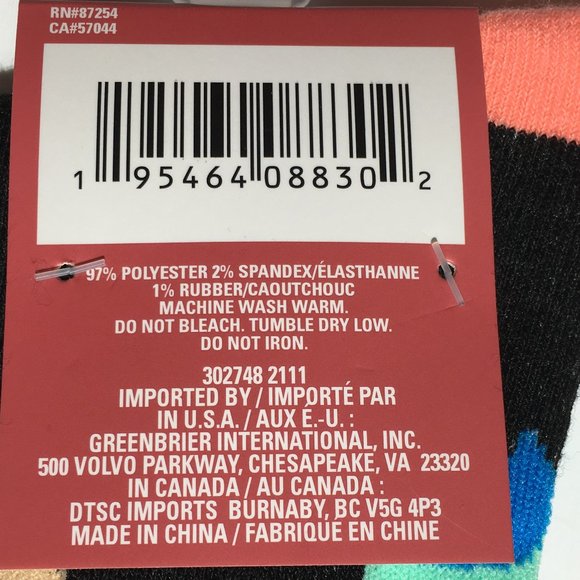 RN#87254
CA#57044
1 95464 08830 2
97% POLYESTER 2% SPANDEX/ÉLASTHANNE
1% RUBBER/CAOUTCHOUC
MACHINE WASH WARM.
DO NOT BLEACH. TUMBLE DRY LOW.
DO NOT IRON.
302748 2111
IMPORTED BY / IMPORTÉ PAR
IN U.S.A. / AUX É.-U. :
GREENBRIER INTERNATIONAL, INC.
500 VOLVO PARKWAY, CHESAPEAKE, VA 23320
IN CANADA / AU CANADA :
DTSC IMPORTS BURNABY, BC V5G 4P3
MADE IN CHINA / FABRIQUE EN CHINE